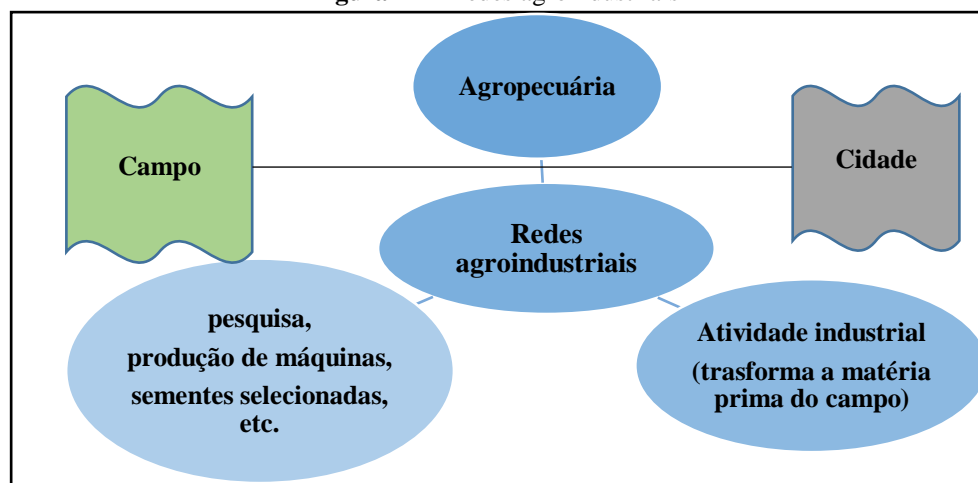 Agropecuária
Campo
Cidade
Redes
agroindustriais
pesquisa,
produção de máquinas,
sementes selecionadas,
etc.
Atividade industrial
(trasforma a matéria
prima do campo)